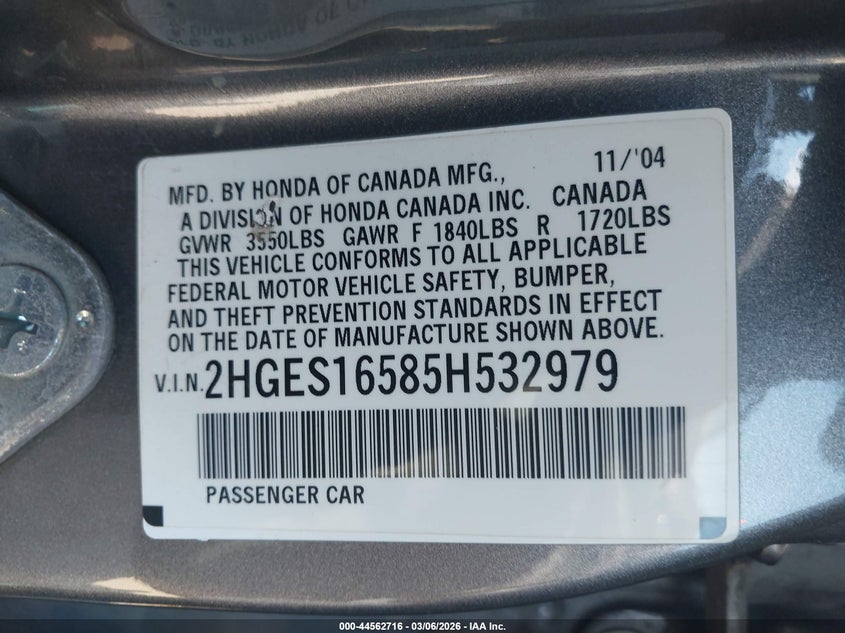 11/'04
MFD. BY HONDA OF CANADA MFG.,
A DIVISION OF HONDA CANADA INC. CANADA
GVWR 3550LBS GAWR F 1840LBS R 1720LBS
THIS VEHICLE CONFORMS TO ALL APPLICABLE
FEDERAL MOTOR VEHICLE SAFETY, BUMPER,
AND THEFT PREVENTION STANDARDS IN EFFECT
ON THE DATE OF MANUFACTURE SHOWN ABOVE.
V.I.N. 2HGES16585H532979
PASSENGER CAR
000-44562716 - 03/06/2026 - IAA Inc.